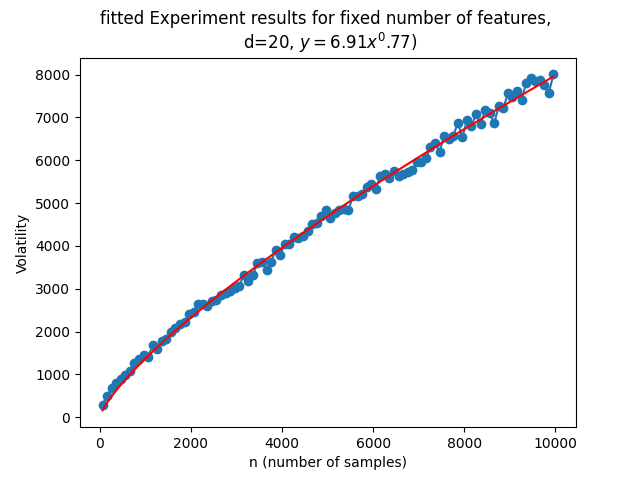 fitted Experiment results for fixed number of features,
d=20, y = 6.91x^0.77)
8000
7000
6000
5000
4000
3000
2000
1000
0
Volatility
0 2000 4000 6000 8000 10000
n (number of samples)